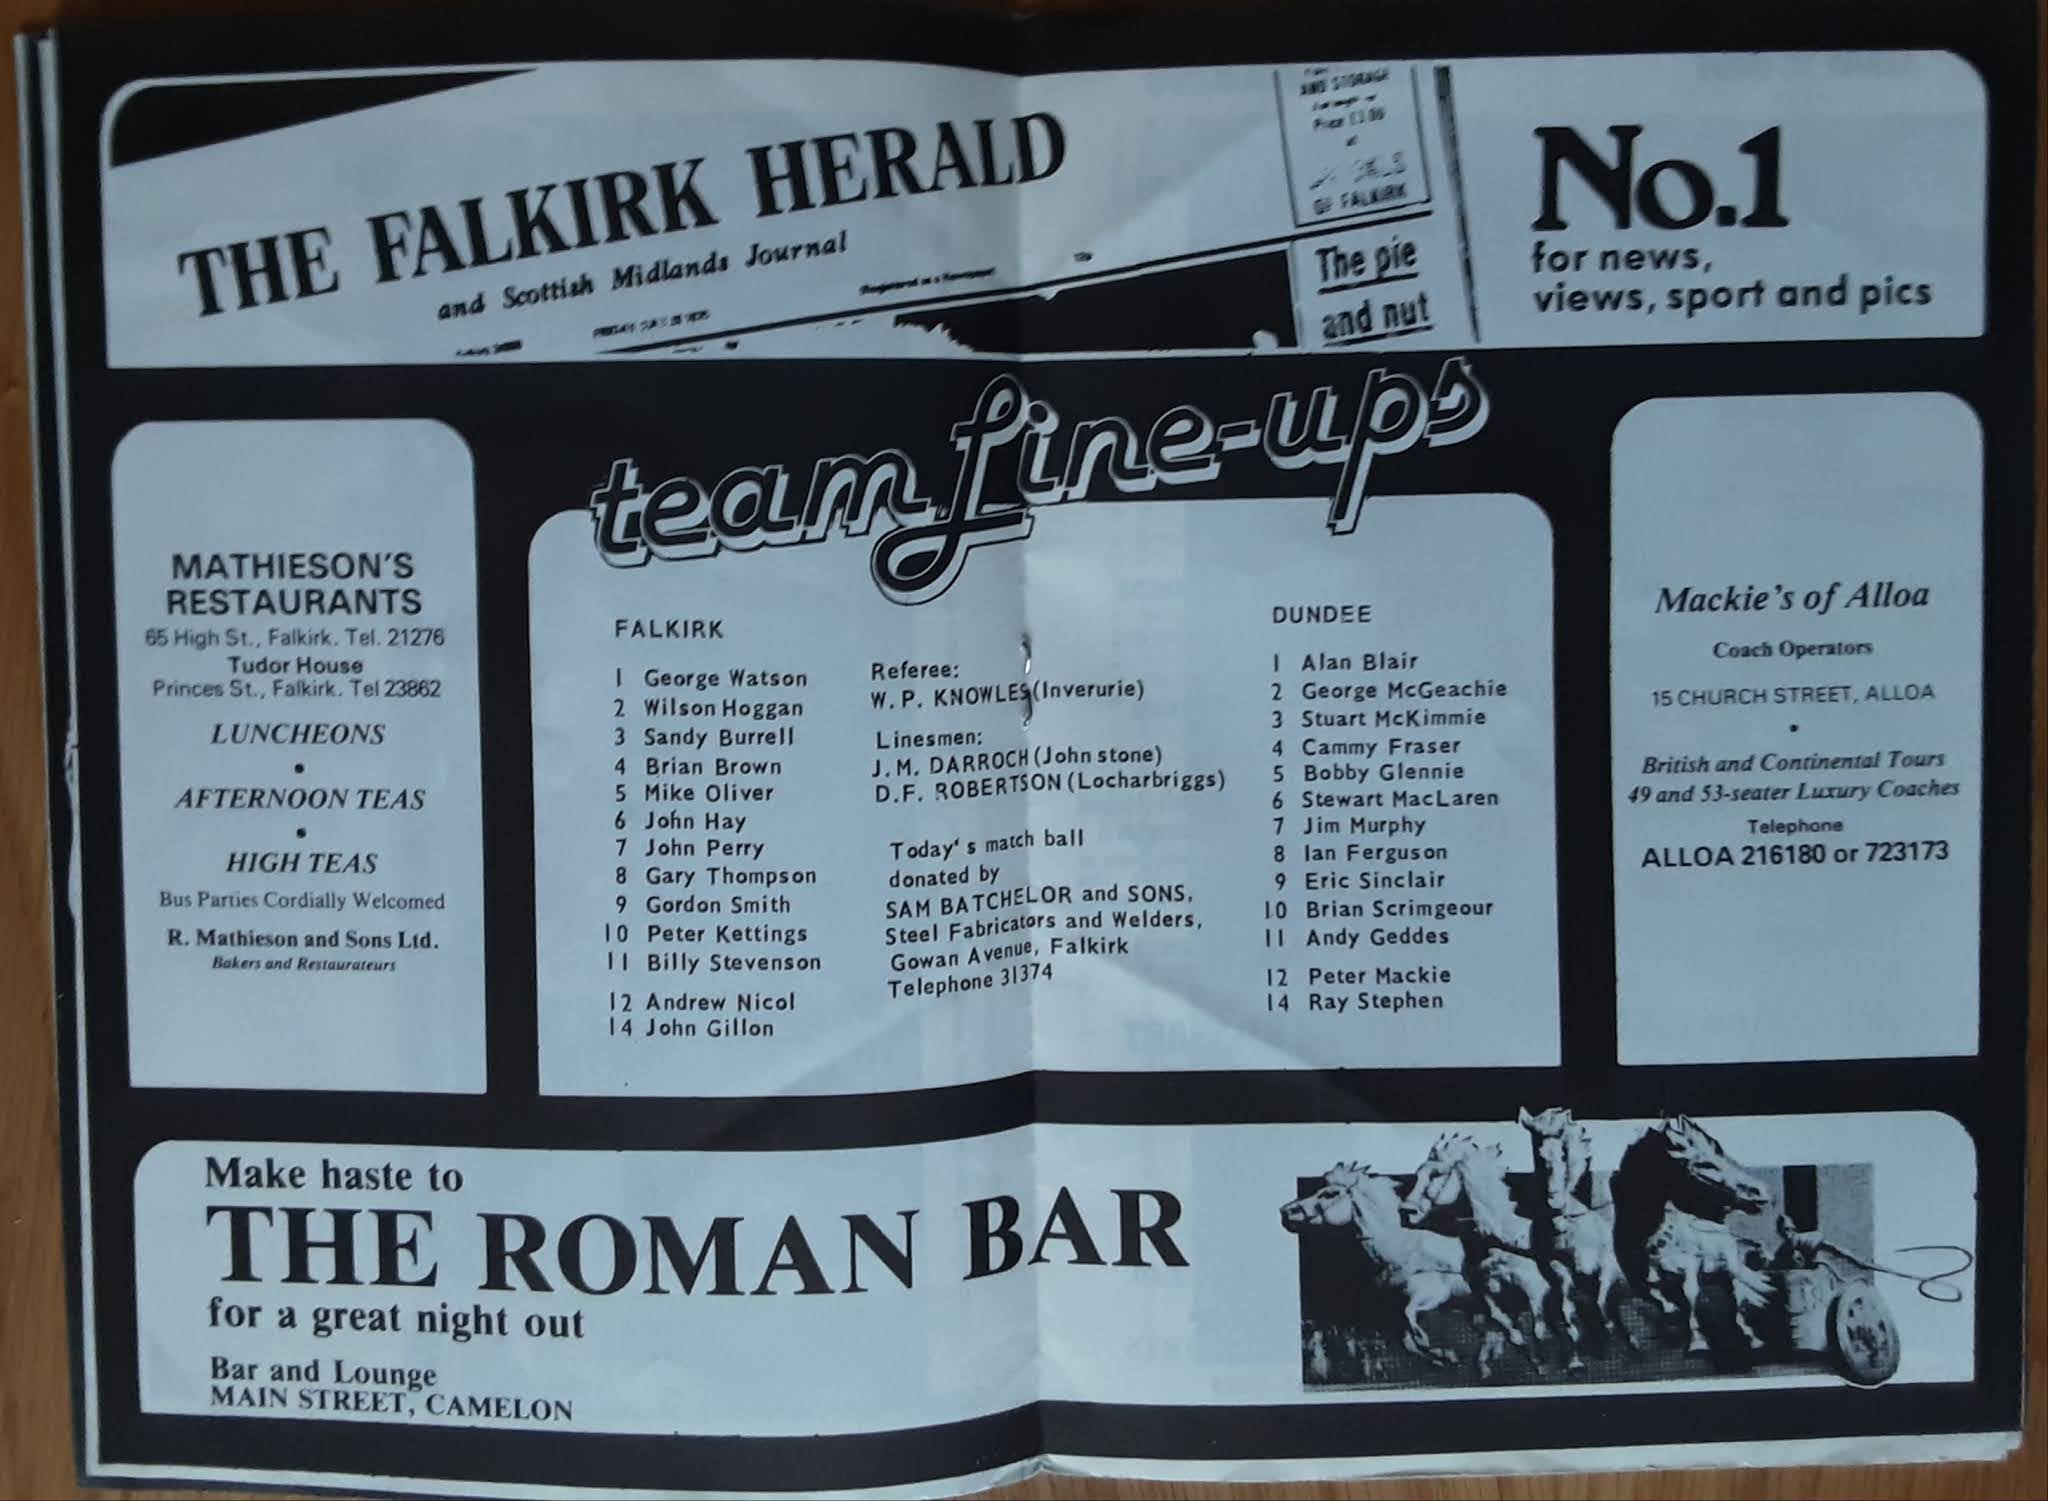 AND STORAGE
OF FALKIRK
THE FALKIRK HERALD
and Scottish Midlands Journal
The pie
and nut
No.1
for news,
views, sport and pics
team Line-ups
MATHIESON'S
RESTAURANTS
65 High St., Falkirk. Tel. 21276
Tudor House
Princes St., Falkirk. Tel 23862
LUNCHEONS
•
AFTERNOON TEAS
•
HIGH TEAS
Bus Parties Cordially Welcomed
R. Mathieson and Sons Ltd.
Bakers and Restaurateurs
FALKIRK
1 George Watson
2 Wilson Hoggan
3 Sandy Burrell
4 Brian Brown
5 Mike Oliver
6 John Hay
7 John Perry
8 Gary Thompson
9 Gordon Smith
10 Peter Kettings
11 Billy Stevenson
12 Andrew Nicol
14 John Gillon
Referee:
W. P. KNOWLES (Inverurie)
Linesmen:
J. M. DARROCH (John stone)
D.F. ROBERTSON (Locharbriggs)
Today's match ball
donated by
SAM BATCHELOR and SONS,
Steel Fabricators and Welders,
Gowan Avenue, Falkirk
Telephone 31374
DUNDEE
1 Alan Blair
2 George McGeachie
3 Stuart McKimmie
4 Cammy Fraser
5 Bobby Glennie
6 Stewart MacLaren
7 Jim Murphy
8 Ian Ferguson
9 Eric Sinclair
10 Brian Scrimgeour
11 Andy Geddes
12 Peter Mackie
14 Ray Stephen
Mackie's of Alloa
Coach Operators
15 CHURCH STREET, ALLOA
•
British and Continental Tours
49 and 53-seater Luxury Coaches
Telephone
ALLOA 216180 or 723173
Make haste to
THE ROMAN BAR
for a great night out
Bar and Lounge
MAIN STREET, CAMELON